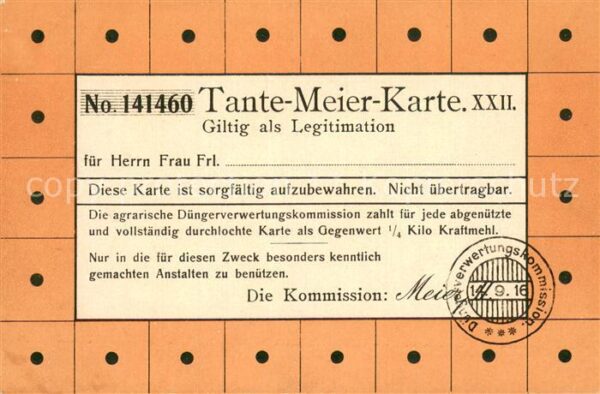 No. 141460 Tante-Meier-Karte. XXII.
Giltig als Legitimation
für Herrn Frau Frl.
Diese Karte ist sorgfältig aufzubewahren. Nicht übertragbar.
Die agrarische Düngerverwertungskommission zahlt für jede abgenützte
und vollständig durchlochte Karte als Gegenwert 1/4 Kilo Kraftmehl.
Nur in die für diesen Zweck besonders kenntlich
gemachten Anstalten zu benützen.
Die Kommission: Meier
Düngerverwertungskommission.
14.9.16